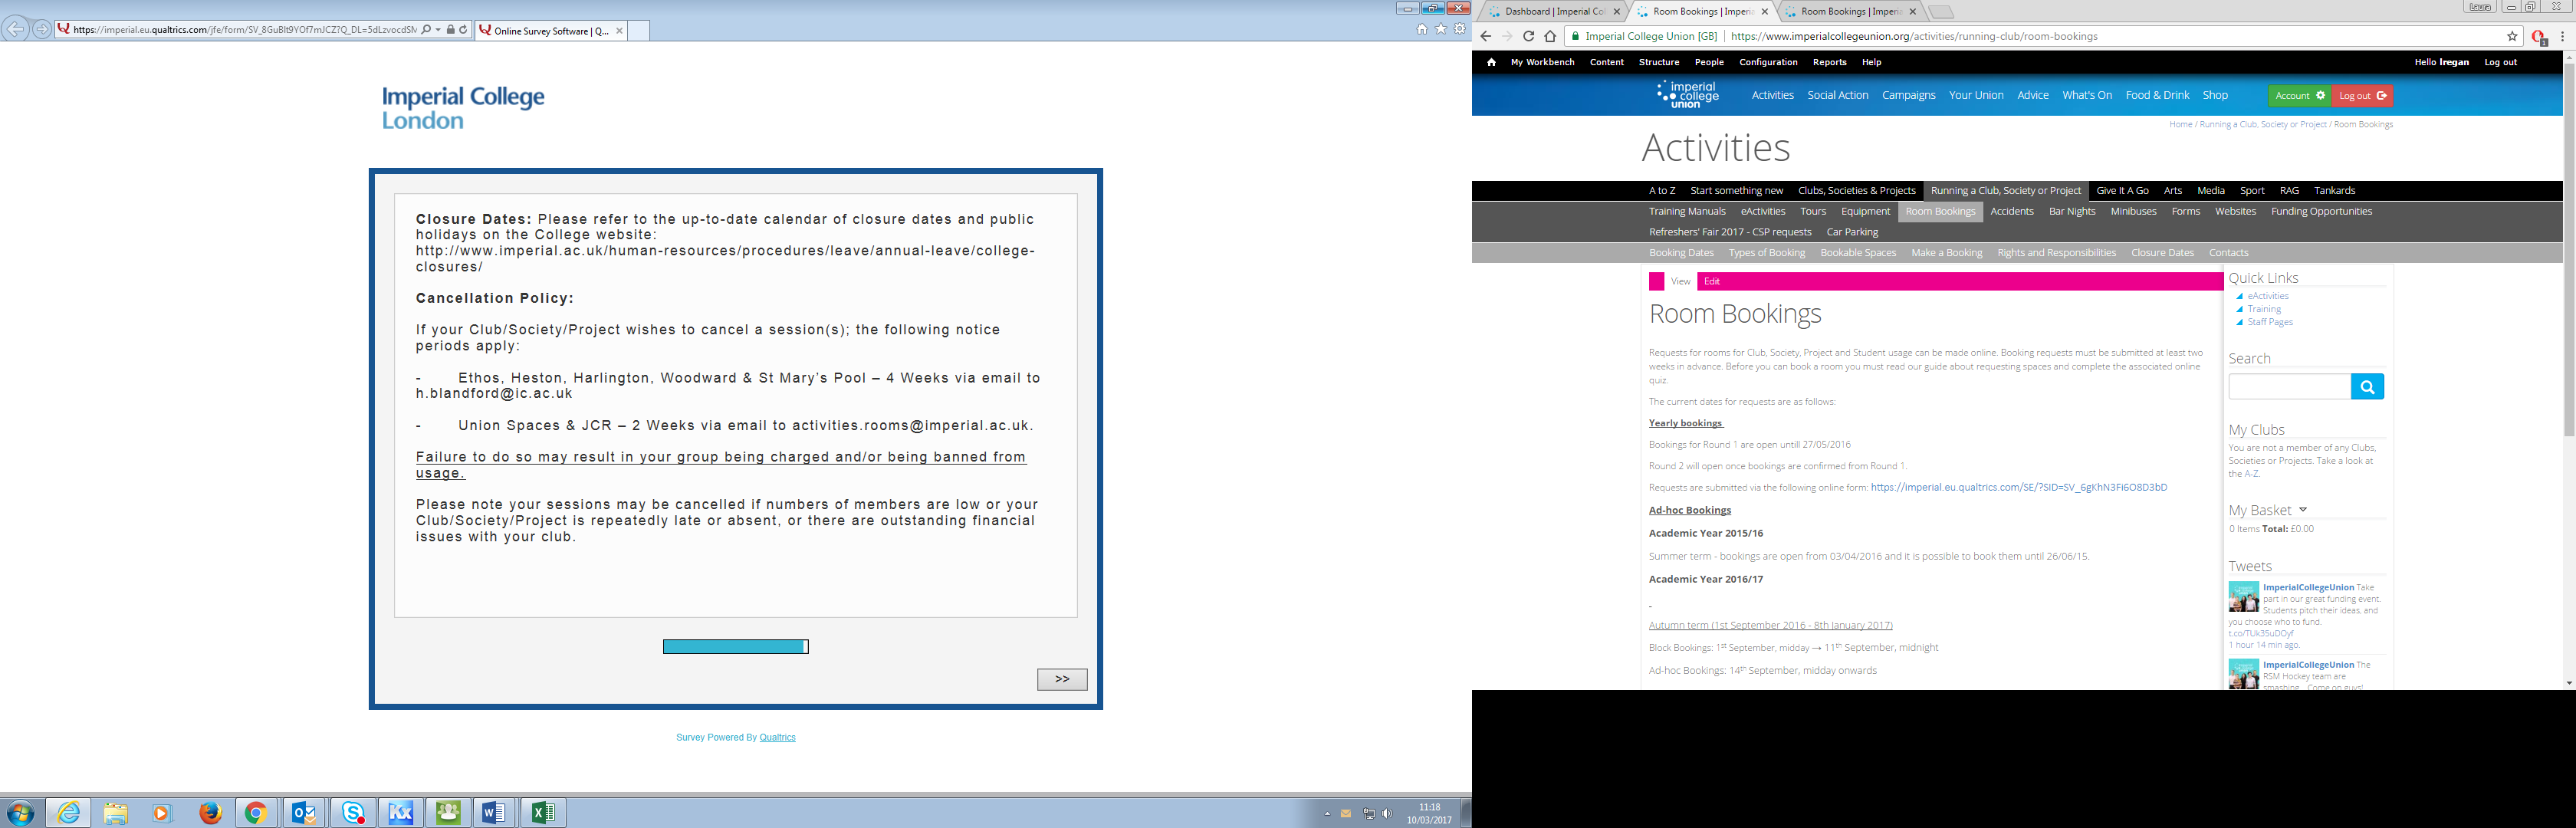 https://imperial.eu.qualtrics.com/jfe/form/SV_8GuBlt9YOf7mJCZ?Q_DL=5dLzvocdSM
Online Survey Software | Q...
Imperial College
London
Closure Dates: Please refer to the up-to-date calendar of closure dates and public
holidays on the College website:
http://www.imperial.ac.uk/human-resources/procedures/leave/annual-leave/college-
closures/
Cancellation Policy:
If your Club/Society/Project wishes to cancel a session(s); the following notice
periods apply:
- Ethos, Heston, Harlington, Woodward & St Mary's Pool – 4 Weeks via email to
h.blandford@ic.ac.uk
- Union Spaces & JCR – 2 Weeks via email to activities.rooms@imperial.ac.uk.
Failure to do so may result in your group being charged and/or being banned from
usage.
Please note your sessions may be cancelled if numbers of members are low or your
Club/Society/Project is repeatedly late or absent, or there are outstanding financial
issues with your club.
>>
Survey Powered By Qualtrics
11:18
10/03/2017
Dashboard | Imperial Col
Room Bookings | Imperia
Room Bookings | Imperia
Laura
Imperial College Union [GB] https://www.imperialcollegeunion.org/activities/running-club/room-bookings
My Workbench Content Structure People Configuration Reports Help
Hello lregan Log out
imperial
college
union
Activities Social Action Campaigns Your Union Advice What's On Food & Drink Shop
Account Log out
Home / Running a Club, Society or Project / Room Bookings
Activities
A to Z Start something new Clubs, Societies & Projects Running a Club, Society or Project Give It A Go Arts Media Sport RAG Tankards
Training Manuals eActivities Tours Equipment Room Bookings Accidents Bar Nights Minibuses Forms Websites Funding Opportunities
Refreshers' Fair 2017 - CSP requests Car Parking
Booking Dates Types of Booking Bookable Spaces Make a Booking Rights and Responsibilities Closure Dates Contacts
View Edit
Room Bookings
Requests for rooms for Club, Society, Project and Student usage can be made online. Booking requests must be submitted at least two
weeks in advance. Before you can book a room you must read our guide about requesting spaces and complete the associated online
quiz.
The current dates for requests are as follows:
Yearly bookings
Bookings for Round 1 are open untill 27/05/2016
Round 2 will open once bookings are confirmed from Round 1.
Requests are submitted via the following online form: https://imperial.eu.qualtrics.com/SE/?SID=SV_6gKhN3Fi6O8D3bD
Ad-hoc Bookings
Academic Year 2015/16
Summer term - bookings are open from 03/04/2016 and it is possible to book them until 26/06/15.
Academic Year 2016/17
Autumn term (1st September 2016 - 8th January 2017)
Block Bookings: 1st September, midday → 11th September, midnight
Ad-hoc Bookings: 14th September, midday onwards
Quick Links
eActivities
Training
Staff Pages
Search
My Clubs
You are not a member of any Clubs,
Societies or Projects. Take a look at
the A-Z.
My Basket
0 Items Total: £0.00
Tweets
ImperialCollegeUnion Take
part in our great funding event.
Students pitch their ideas, and
you choose who to fund.
t.co/TUk35uDOyf
1 hour 14 min ago.
ImperialCollegeUnion The
RSM Hockey team are
smashing... Come on guys!